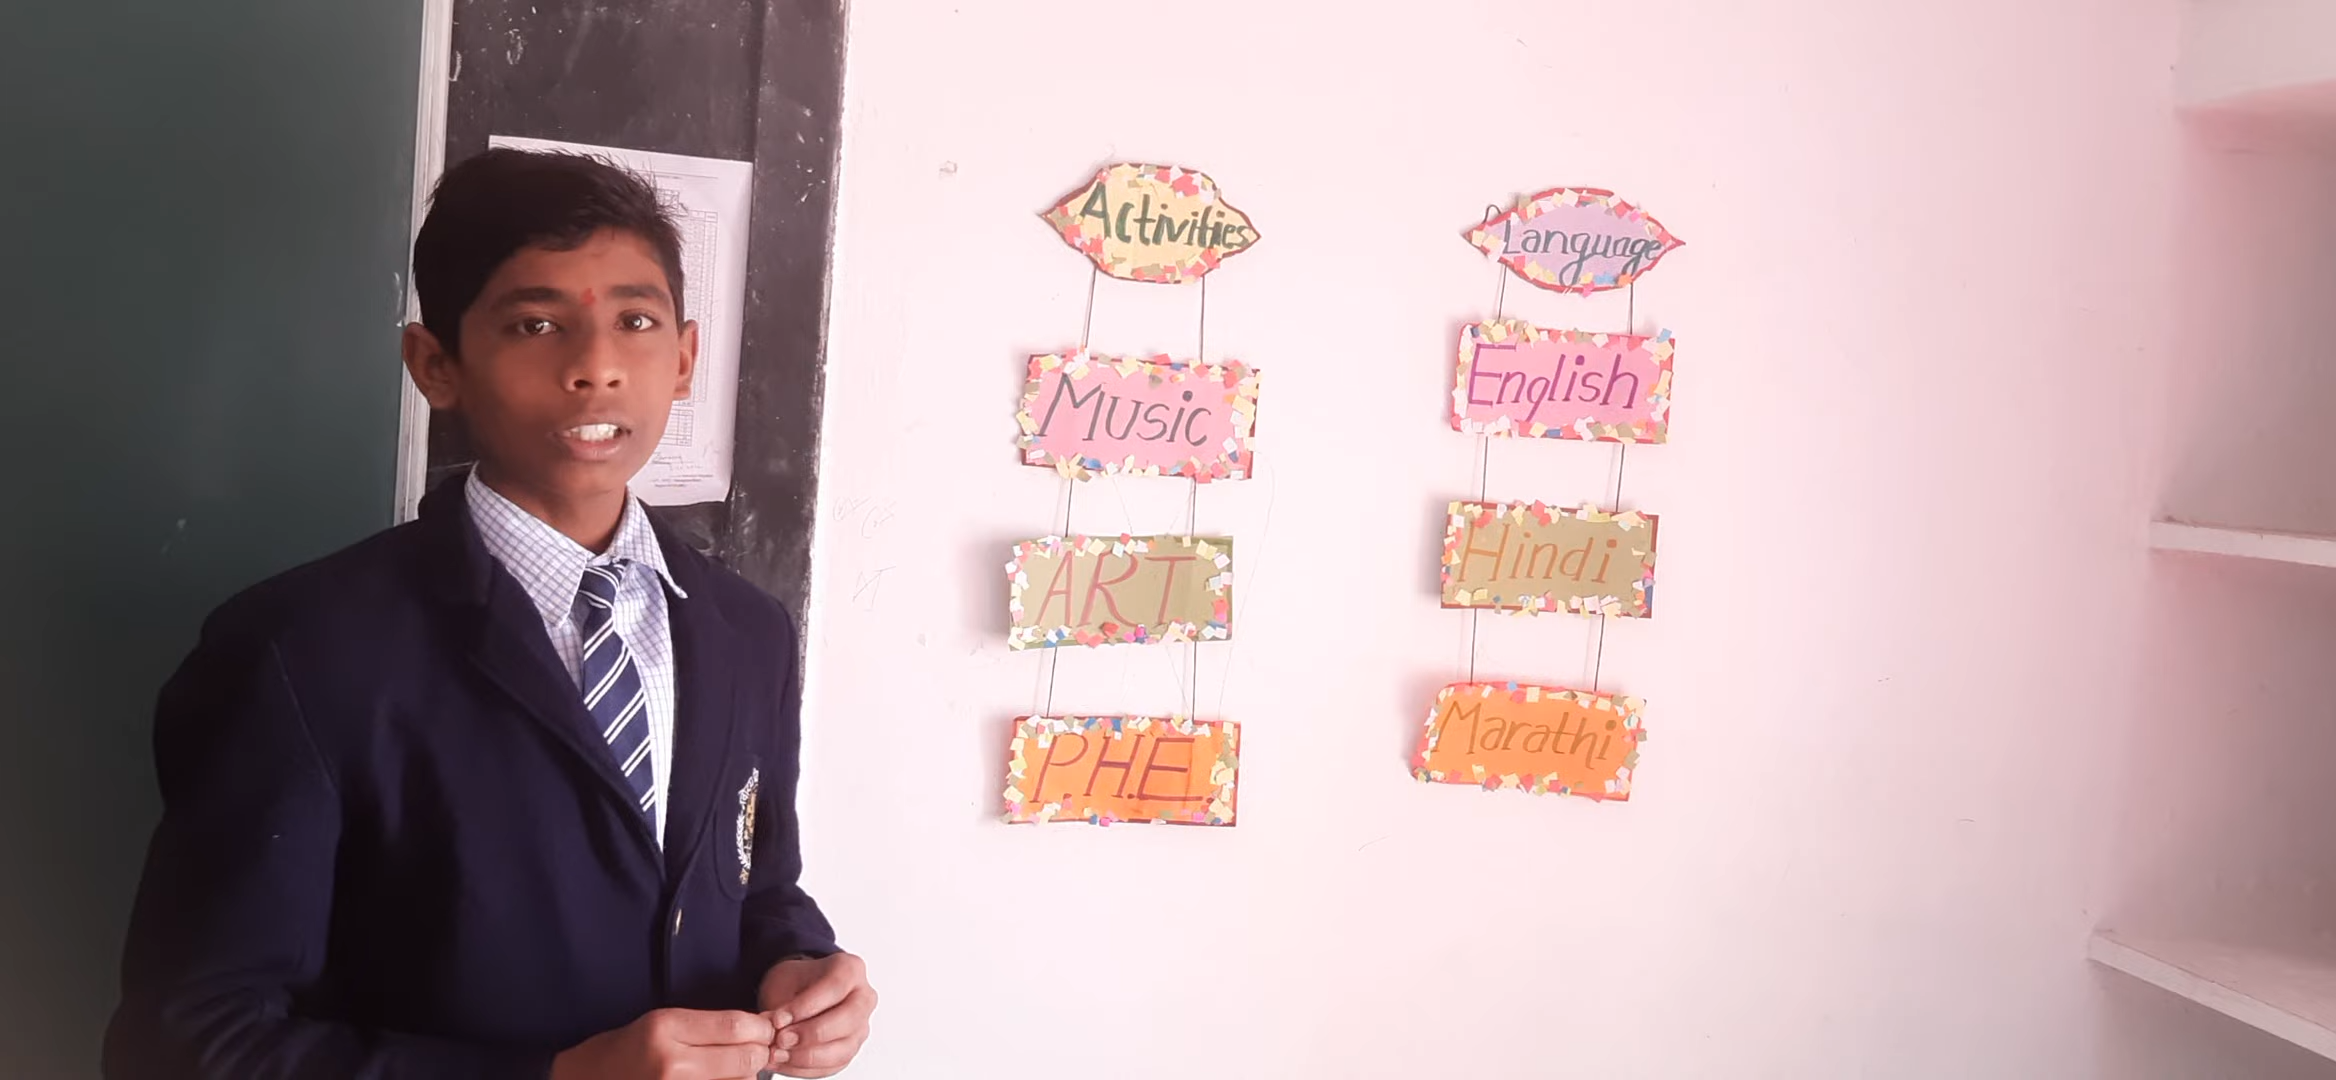 Activities
Music
ART
P.H.E.
Language
English
Hindi
Marathi